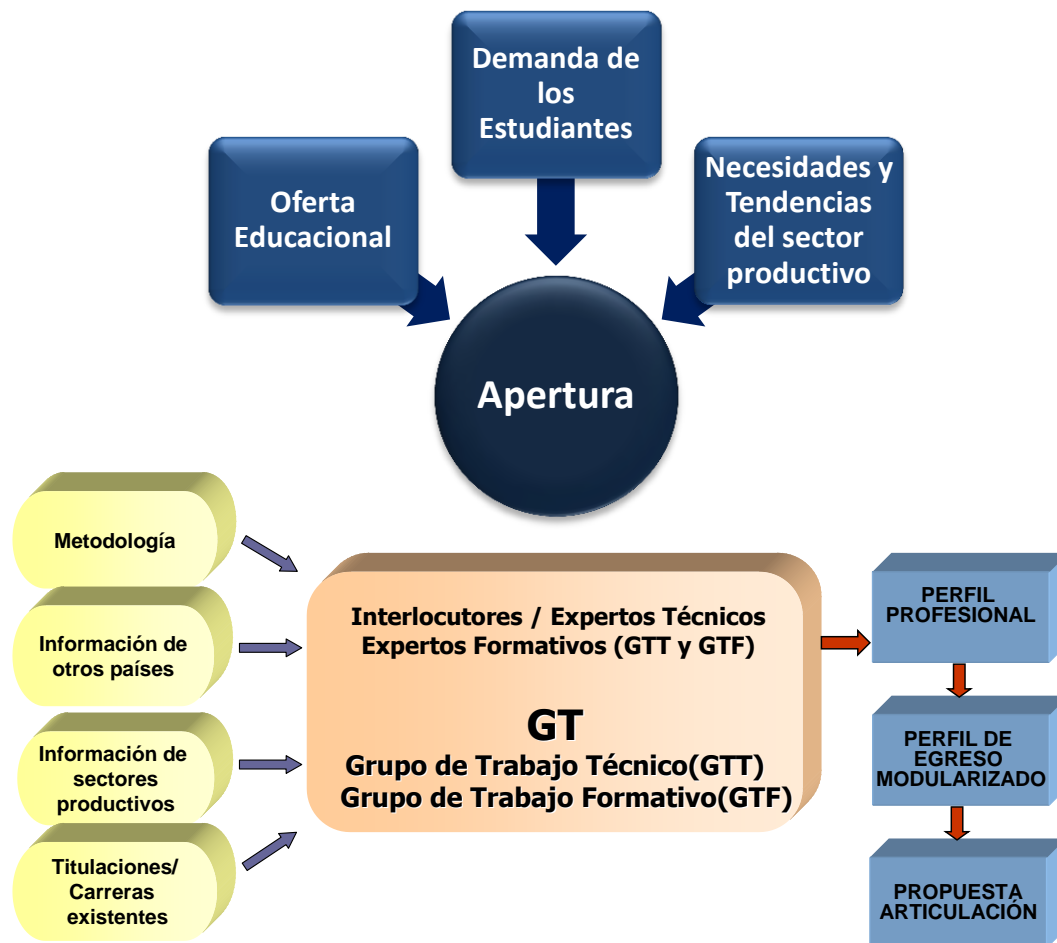 Demanda de
los
Estudiantes
Oferta
Educacional
Necesidades y
Tendencias
del sector
productivo
Apertura
Metodología
Información de
otros países
Información de
sectores
productivos
Titulaciones/
Carreras
existentes
Interlocutores / Expertos Técnicos
Expertos Formativos (GTT y GTF)
GT
Grupo de Trabajo Técnico(GTT)
Grupo de Trabajo Formativo(GTF)
PERFIL
PROFESIONAL
PERFIL DE
EGRESO
MODULARIZADO
PROPUESTA
ARTICULACIÓN